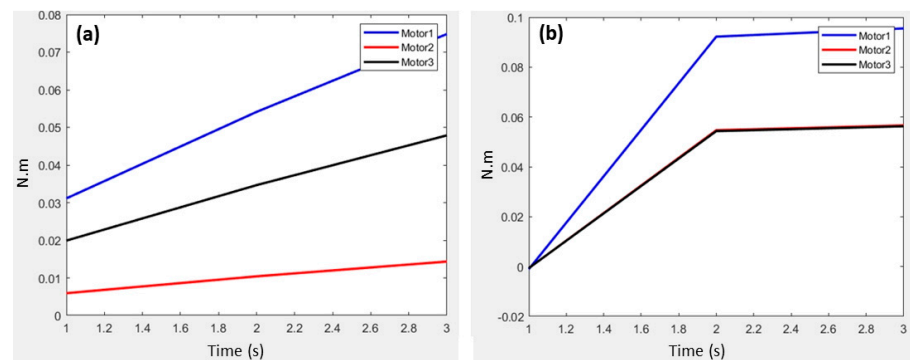 (a)
Motor1
Motor2
Motor3
0.08
0.07
0.06
0.05
0.04
0.03
0.02
0.01
0
N.m
1 1.2 1.4 1.6 1.8 2 2.2 2.4 2.6 2.8 3
Time (s)
(b)
Motor1
Motor2
Motor3
0.1
0.08
0.06
0.04
0.02
0
-0.02
N.m
1 1.2 1.4 1.6 1.8 2 2.2 2.4 2.6 2.8 3
Time (s)